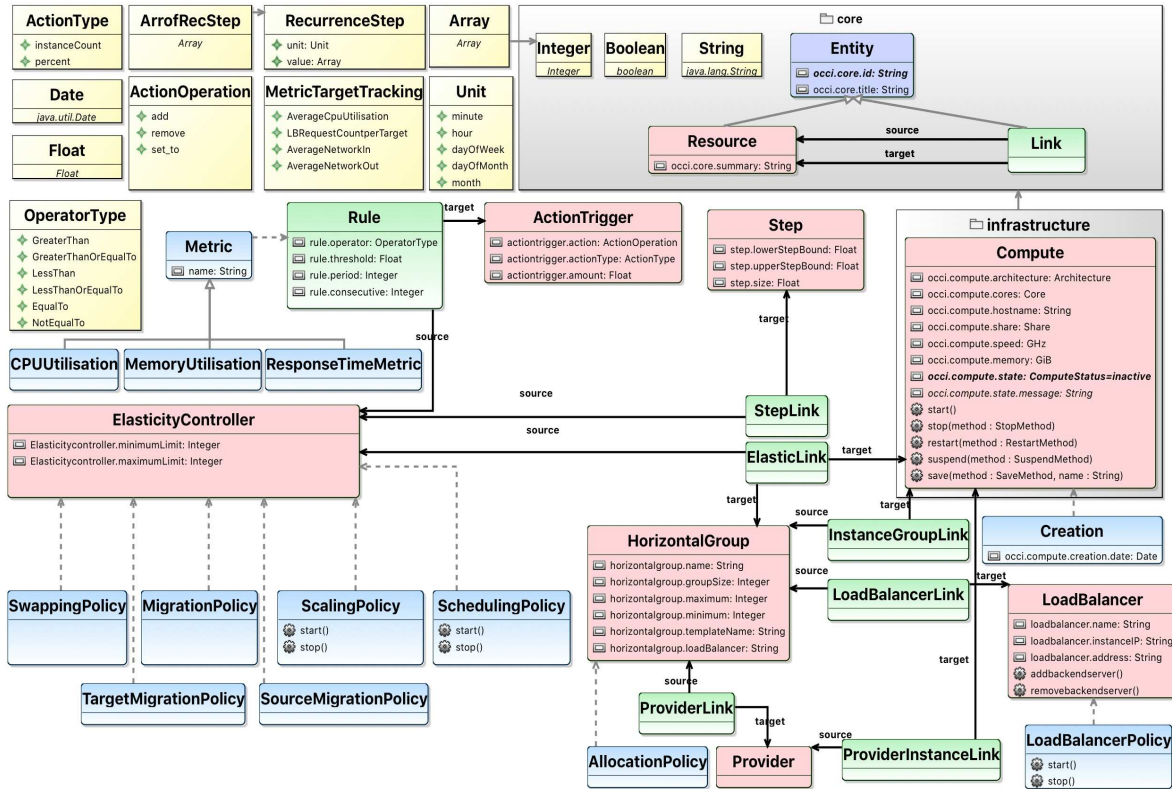 ActionType
instanceCount
percent
ArrofRecStep
Array
RecurrenceStep
unit: Unit
value: Array
Array
Array
core
Integer
Integer
Boolean
boolean
String
java.lang.String
Entity
occi.core.id: String
occi.core.title: String
Date
java.util.Date
Float
Float
ActionOperation
add
remove
set_to
MetricTargetTracking
AverageCpuUtilisation
LBRequestCountperTarget
AverageNetworkIn
AverageNetworkOut
Unit
minute
hour
dayOfWeek
dayOfMonth
month
Resource
occi.core.summary: String
source
target
Link
OperatorType
GreaterThan
GreaterThanOrEqualTo
LessThan
LessThanOrEqualTo
EqualTo
NotEqualTo
Metric
name: String
Rule
rule.operator: OperatorType
rule.threshold: Float
rule.period: Integer
rule.consecutive: Integer
target
ActionTrigger
actiontrigger.action: ActionOperation
actiontrigger.actionType: ActionType
actiontrigger.amount: Float
Step
step.lowerStepBound: Float
step.upperStepBound: Float
step.size: Float
infrastructure
Compute
occi.compute.architecture: Architecture
occi.compute.cores: Core
occi.compute.hostname: String
occi.compute.share: Share
occi.compute.speed: GHz
occi.compute.memory: GiB
occi.compute.state: ComputeStatus=inactive
occi.compute.state.message: String
start()
stop(method : StopMethod)
restart(method : RestartMethod)
suspend(method : SuspendMethod)
save(method : SaveMethod, name : String)
CPUUtilisation
MemoryUtilisation
ResponseTimeMetric
source
target
ElasticityController
Elasticitycontroller.minimumLimit: Integer
Elasticitycontroller.maximumLimit: Integer
source
StepLink
source
ElasticLink
target
target
target
target
HorizontalGroup
horizontalgroup.name: String
horizontalgroup.groupSize: Integer
horizontalgroup.maximum: Integer
horizontalgroup.minimum: Integer
horizontalgroup.templateName: String
horizontalgroup.loadBalancer: String
source
InstanceGroupLink
Creation
occi.compute.creation.date: Date
source
LoadBalancerLink
target
LoadBalancer
loadbalancer.name: String
loadbalancer.instanceIP: String
loadbalancer.address: String
addbackendserver()
removebackendserver()
SwappingPolicy
MigrationPolicy
ScalingPolicy
start()
stop()
SchedulingPolicy
start()
stop()
TargetMigrationPolicy
SourceMigrationPolicy
source
ProviderLink
target
AllocationPolicy
Provider
source
ProviderInstanceLink
LoadBalancerPolicy
start()
stop()